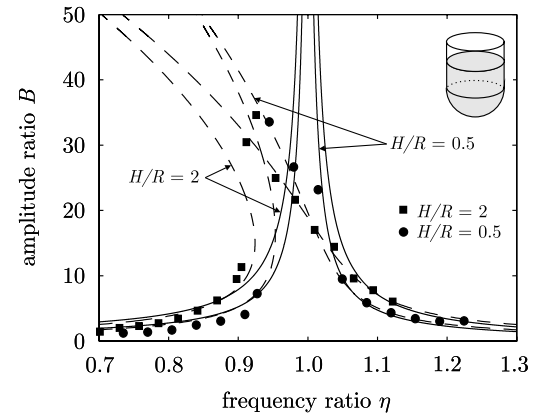 50
40
30
20
10
0
amplitude ratio B
H/R = 0.5
H/R = 2
H/R = 2
H/R = 0.5
0.7 0.8 0.9 1.0 1.1 1.2 1.3
frequency ratio η